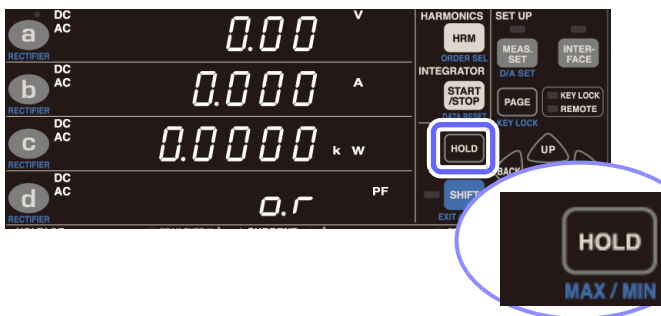 DC
AC
a
RECTIFIER
0.00
V
DC
AC
b
RECTIFIER
0.000
A
DC
AC
C
RECTIFIER
0.0000
k W
DC
AC
d
RECTIFIER
o.r
PF
HARMONICS
HRM
ORDER SEL
INTEGRATOR
START
/STOP
DATA RESET
HOLD
SHIFT
EXIT
SET UP
MEAS.
SET
D/A SET
INTER-
FACE
PAGE
KEY LOCK
KEY LOCK
REMOTE
UP
BACK
HOLD
MAX / MIN